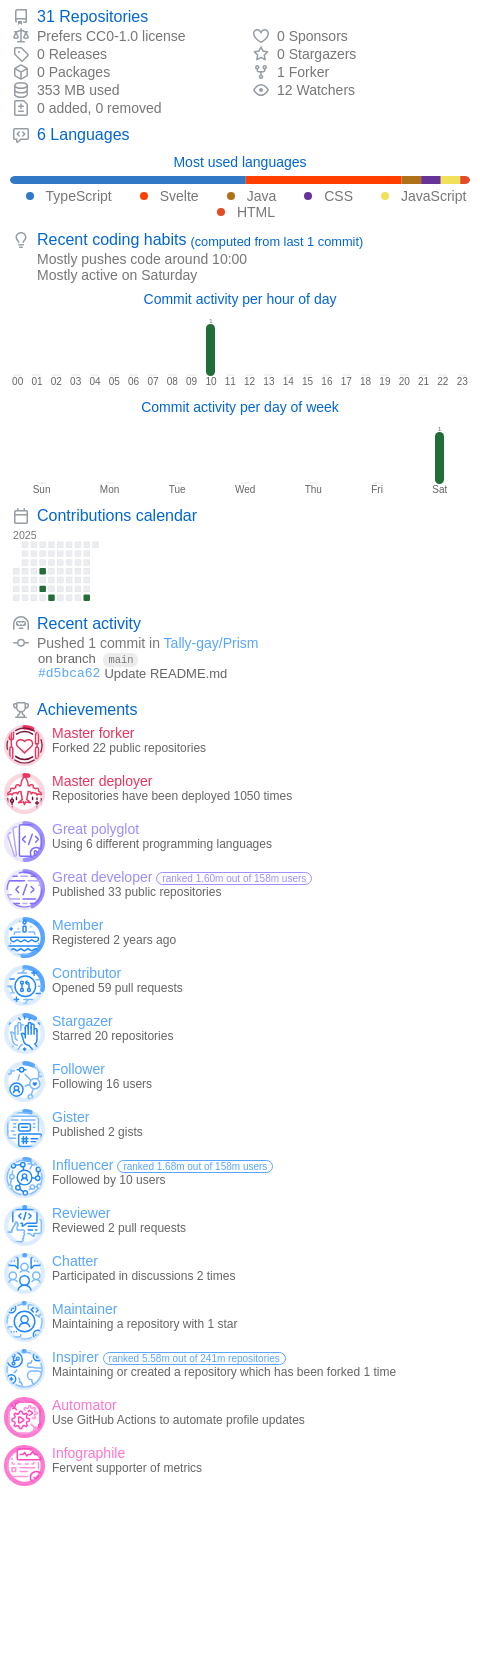 31 Repositories
Prefers CC0-1.0 license
0 Sponsors
0 Releases
0 Stargazers
0 Packages
1 Forker
353 MB used
12 Watchers
0 added, 0 removed
6 Languages
Most used languages
TypeScript Svelte Java CSS JavaScript
HTML
Recent coding habits (computed from last 1 commit)
Mostly pushes code around 10:00
Mostly active on Saturday
Commit activity per hour of day
1
00 01 02 03 04 05 06 07 08 09 10 11 12 13 14 15 16 17 18 19 20 21 22 23
Commit activity per day of week
1
Sun Mon Tue Wed Thu Fri Sat
Contributions calendar
2025
Recent activity
Pushed 1 commit in Tally-gay/Prism
on branch main
#d5bca62 Update README.md
Achievements
Master forker
Forked 22 public repositories
Master deployer
Repositories have been deployed 1050 times
Great polyglot
Using 6 different programming languages
Great developer ranked 1.60m out of 158m users
Published 33 public repositories
Member
Registered 2 years ago
Contributor
Opened 59 pull requests
Stargazer
Starred 20 repositories
Follower
Following 16 users
Gister
Published 2 gists
Influencer ranked 1.68m out of 158m users
Followed by 10 users
Reviewer
Reviewed 2 pull requests
Chatter
Participated in discussions 2 times
Maintainer
Maintaining a repository with 1 star
Inspirer ranked 5.58m out of 241m repositories
Maintaining or created a repository which has been forked 1 time
Automator
Use GitHub Actions to automate profile updates
Infographile
Fervent supporter of metrics